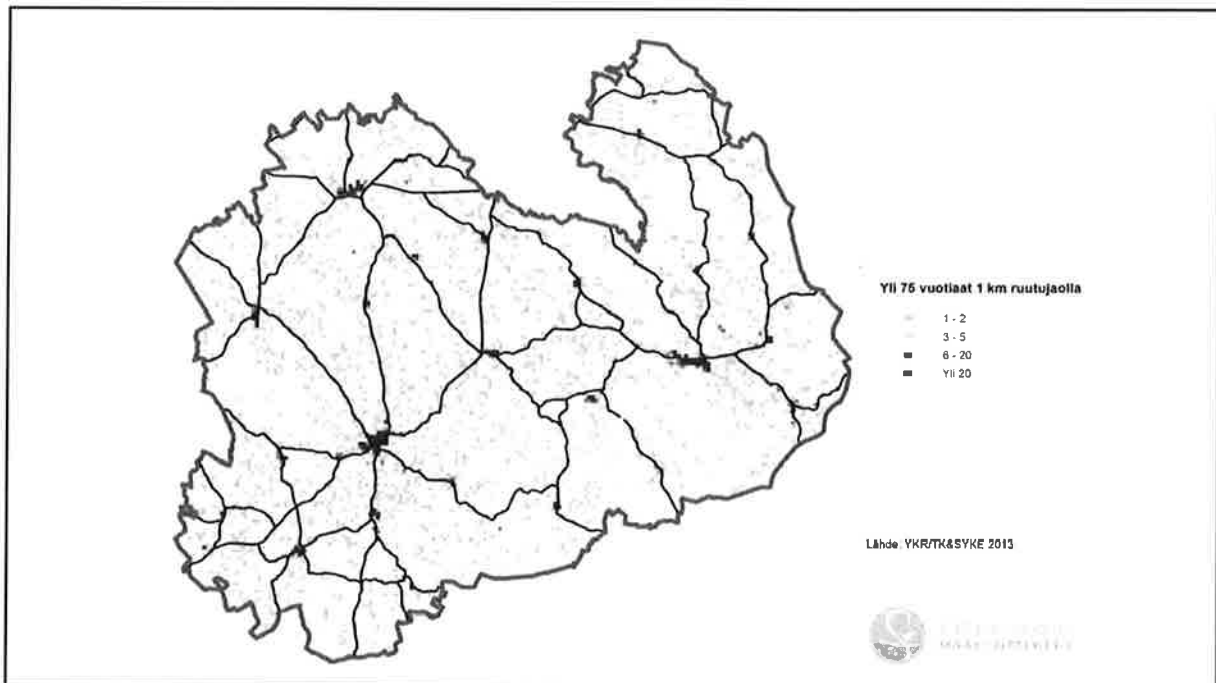 Yli 75 vuotiaat 1 km ruutujaolla
1 - 2
3 - 5
6 - 20
Yli 20
Lähde: YKR/TK&SYKE 2013